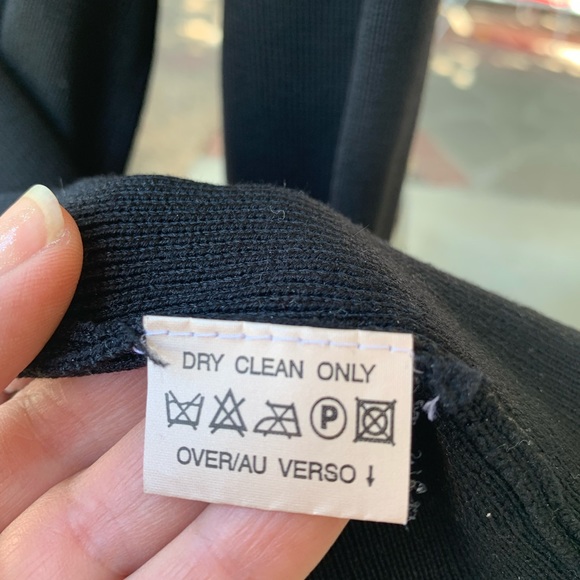 DRY CLEAN ONLY
P
OVER/AU VERSO ↓